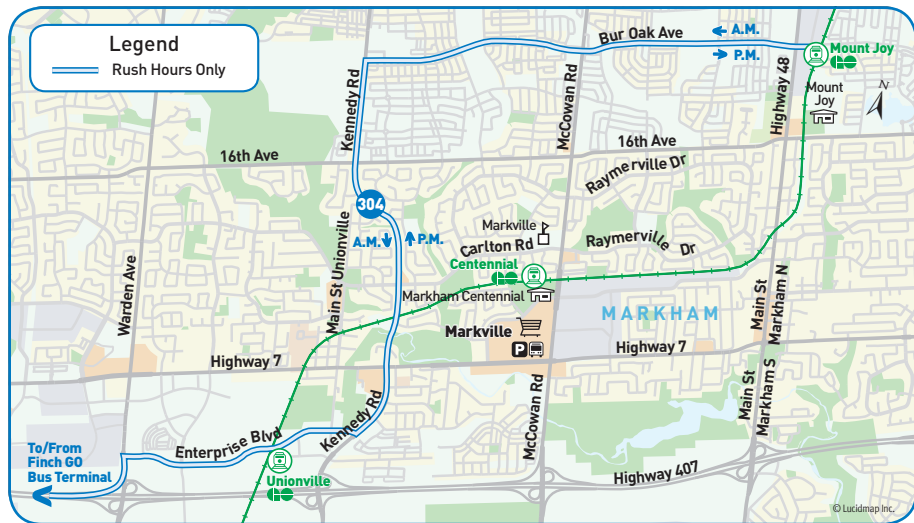 Legend
Rush Hours Only
Bur Oak Ave
A.M.
P.M.
Mount Joy
Mount
Joy
N
Kennedy Rd
McCowan Rd
Highway 48
16th Ave
16th Ave
Raymerville Dr
304
A.M.
P.M.
Main St Unionville
Markville
Carlton Rd
Raymerville Dr
Centennial
Markham Centennial
MARKHAM
Warden Ave
Markville
P
Main St
Markham N
Highway 7
Highway 7
Kennedy Rd
McCowan Rd
Main St
Markham S
Enterprise Blvd
To/From
Finch GO
Bus Terminal
Unionville
Highway 407
© Lucidmap Inc.